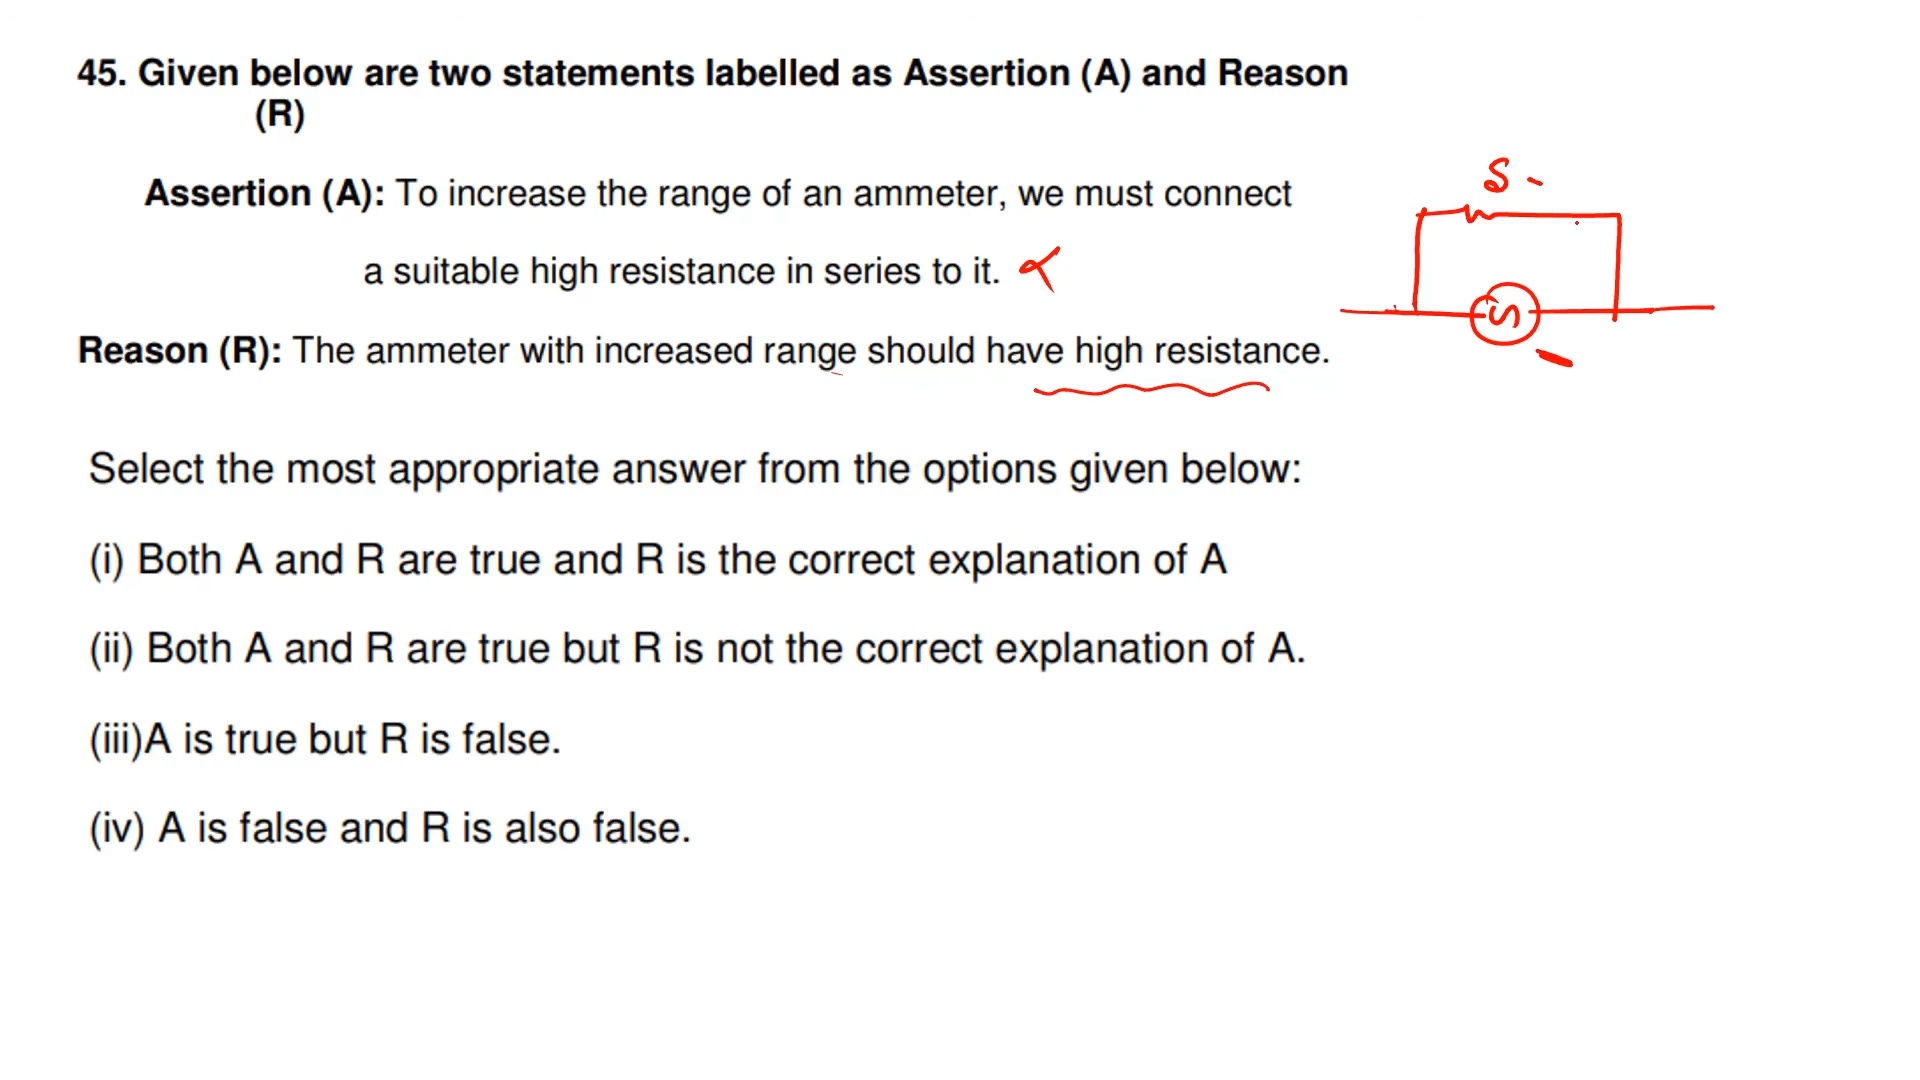 45. Given below are two statements labelled as Assertion (A) and Reason
(R)
Assertion (A): To increase the range of an ammeter, we must connect
a suitable high resistance in series to it.
S
Reason (R): The ammeter with increased range should have high resistance.
Select the most appropriate answer from the options given below:
(i) Both A and R are true and R is the correct explanation of A
(ii) Both A and R are true but R is not the correct explanation of A.
(iii)A is true but R is false.
(iv) A is false and R is also false.